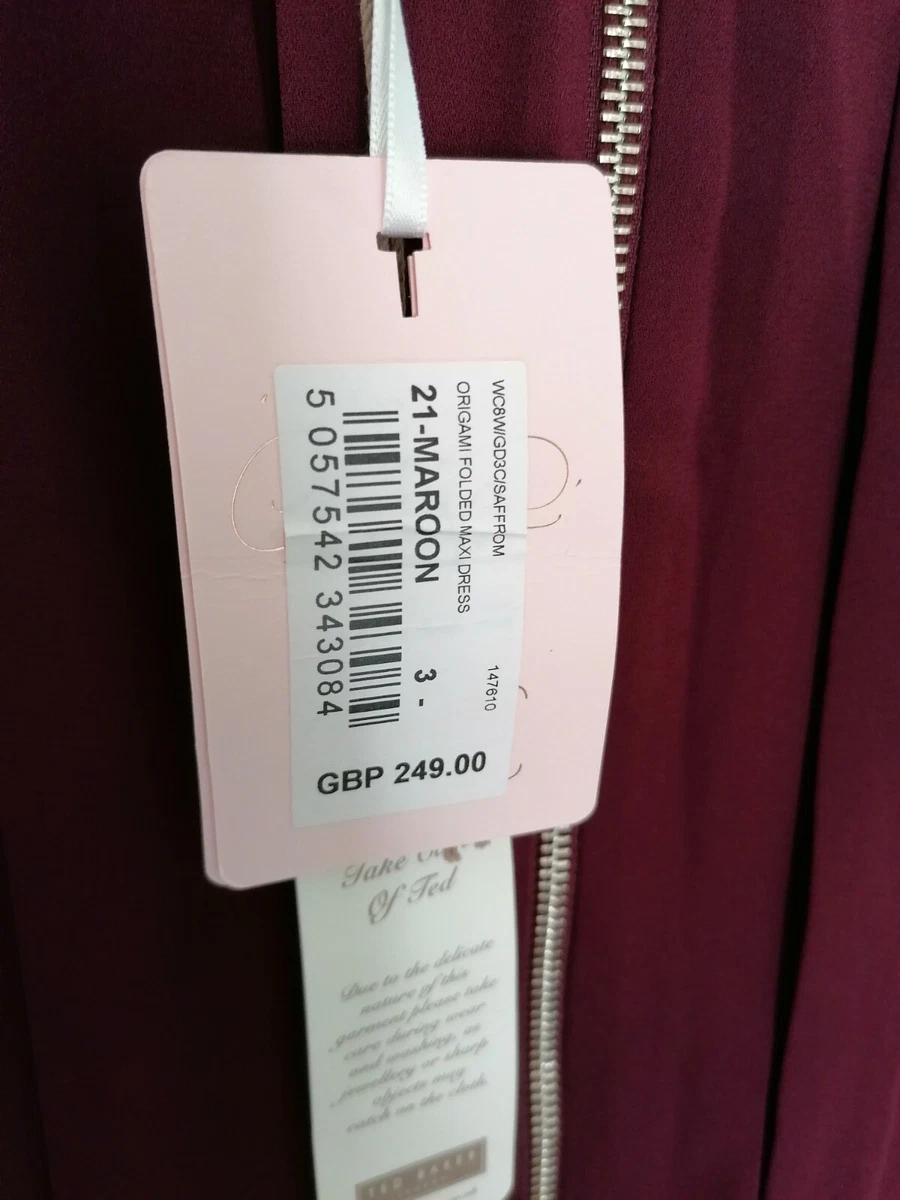 WC8W/GD3C/SAFFROM 147610
ORIGAMI FOLDED MAXI DRESS
21-MAROON 3 -
5 057542 343084
GBP 249.00
Take Care
Of Ted
Due to the delicate
nature of this
garment please take
care during wear
and washing, as
jewellery or sharp
objects may
catch on the cloth.
TED BAKER